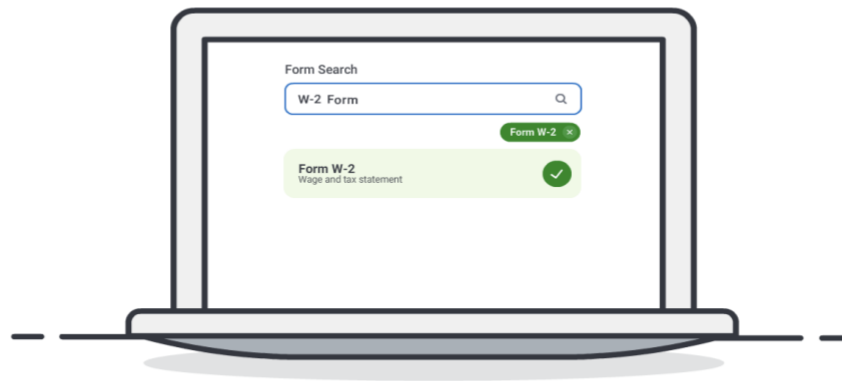 Form Search
W-2 Form
Form W-2
Form W-2
Wage and tax statement